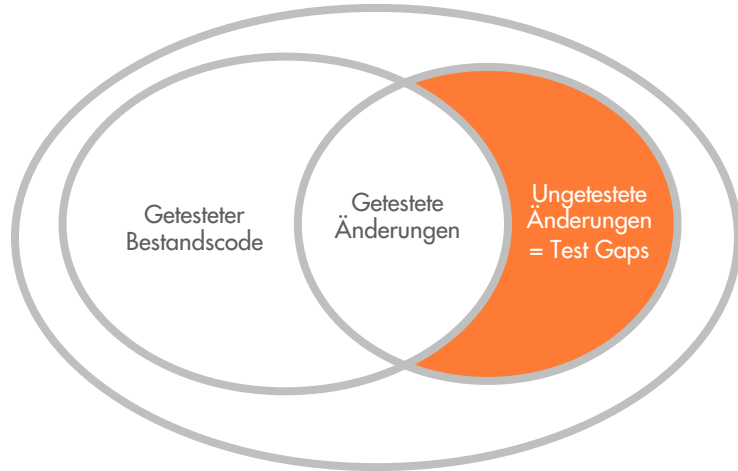 Getesteter
Bestandscode
Getestete
Änderungen
Ungetestete
Änderungen
= Test Gaps